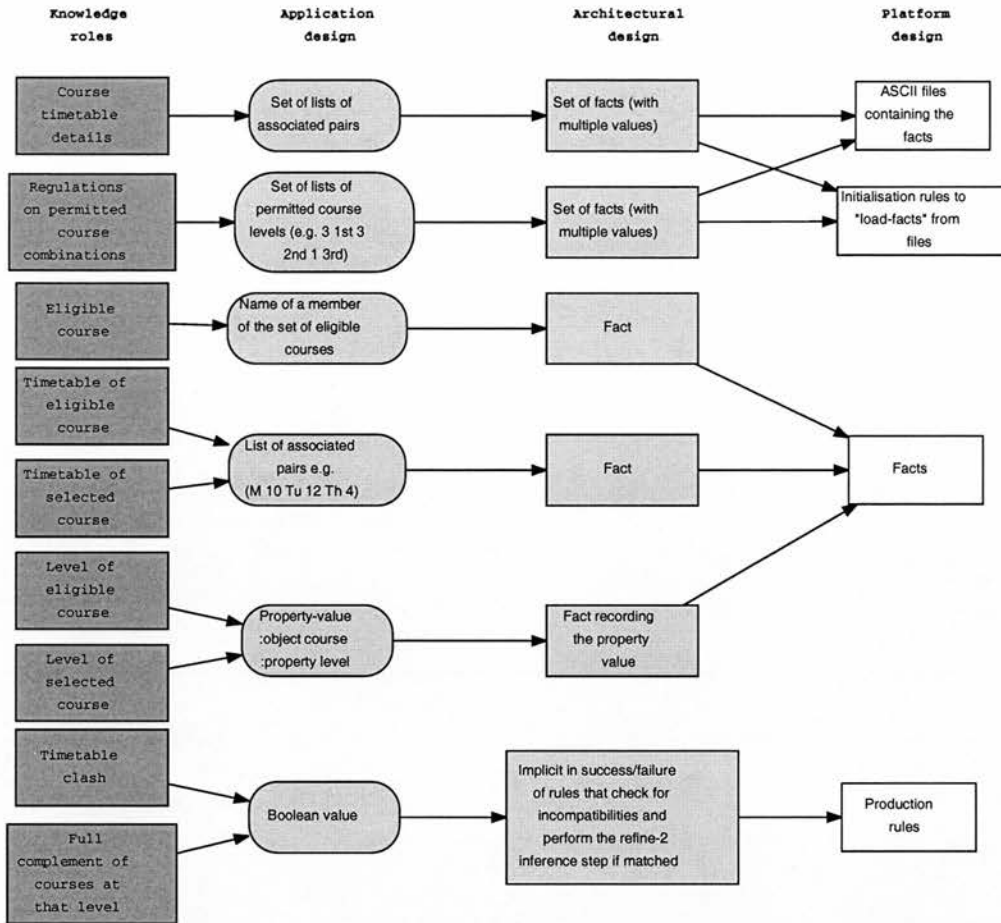 Knowledge
roles
Application
design
Architectural
design
Platform
design
Course
timetable
details
Set of lists of
associated pairs
Set of facts (with
multiple values)
ASCII files
containing the
facts
Regulations
on permitted
course
combinations
Set of lists of
permitted course
levels (e.g. 3 1st 3
2nd 1 3rd)
Set of facts (with
multiple values)
Initialisation rules to
"load-facts" from
files
Eligible
course
Name of a member
of the set of eligible
courses
Fact
Timetable of
eligible
course
Timetable of
selected
course
List of associated
pairs e.g.
(M 10 Tu 12 Th 4)
Fact
Facts
Level of
eligible
course
Level of
selected
course
Property-value
:object course
:property level
Fact recording
the property
value
Timetable
clash
Full
complement of
courses at
that level
Boolean value
Implicit in success/failure
of rules that check for
incompatibilities and
perform the refine-2
inference step if matched
Production
rules